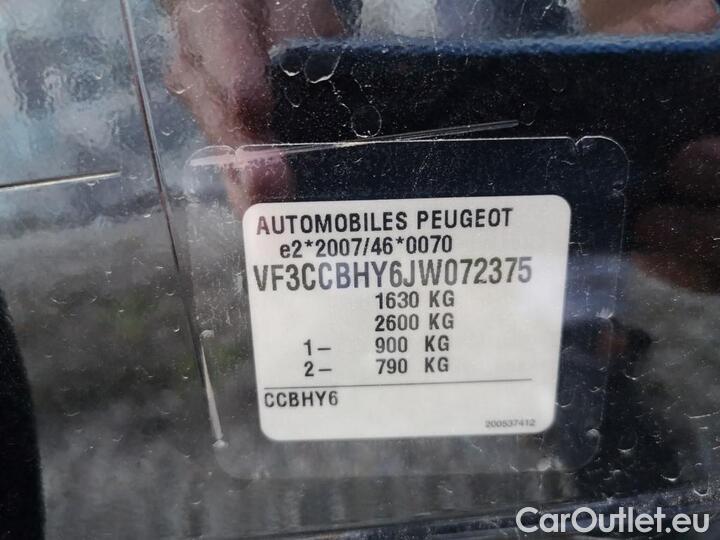 AUTOMOBILES PEUGEOT
e2*2007/46*0070
VF3CCBHY6JW072375
1630 KG
2600 KG
1– 900 KG
2– 790 KG
CCBHY6
200537412
CarOutlet.eu